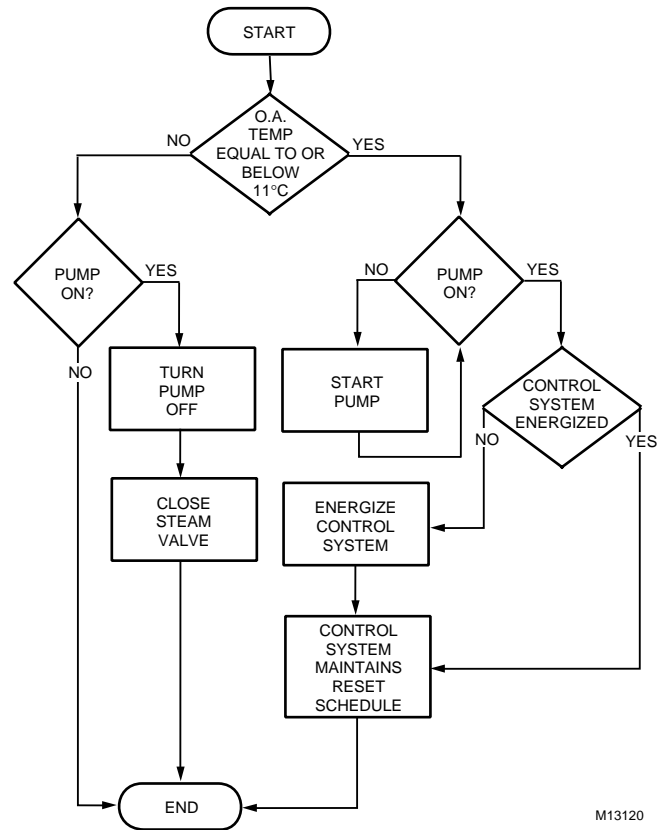 START
O.A.
TEMP
EQUAL TO OR
BELOW
11°C
NO
YES
PUMP
ON?
YES
NO
NO
PUMP
ON?
YES
TURN
PUMP
OFF
START
PUMP
CONTROL
SYSTEM
ENERGIZED
NO
YES
CLOSE
STEAM
VALVE
ENERGIZE
CONTROL
SYSTEM
CONTROL
SYSTEM
MAINTAINS
RESET
SCHEDULE
END
M13120